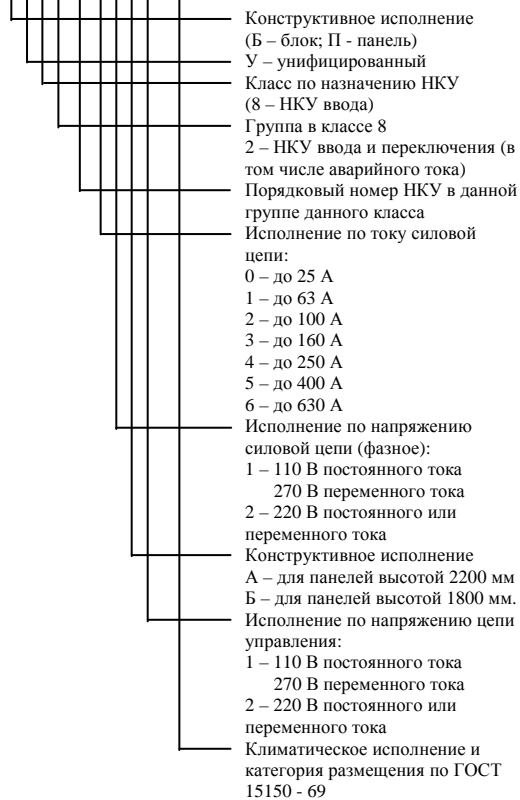 Конструктивное исполнение
(Б – блок; П - панель)
У – унифицированный
Класс по назначению НКУ
(8 – НКУ ввода)
Группа в классе 8
2 – НКУ ввода и переключения (в
том числе аварийного тока)
Порядковый номер НКУ в данной
группе данного класса
Исполнение по току силовой
цепи:
0 – до 25 А
1 – до 63 А
2 – до 100 А
3 – до 160 А
4 – до 250 А
5 – до 400 А
6 – до 630 А
Исполнение по напряжению
силовой цепи (фазное):
1 – 110 В постоянного тока
270 В переменного тока
2 – 220 В постоянного или
переменного тока
Конструктивное исполнение
А – для панелей высотой 2200 мм
Б – для панелей высотой 1800 мм.
Исполнение по напряжению цепи
управления:
1 – 110 В постоянного тока
270 В переменного тока
2 – 220 В постоянного или
переменного тока
Климатическое исполнение и
категория размещения по ГОСТ
15150 - 69